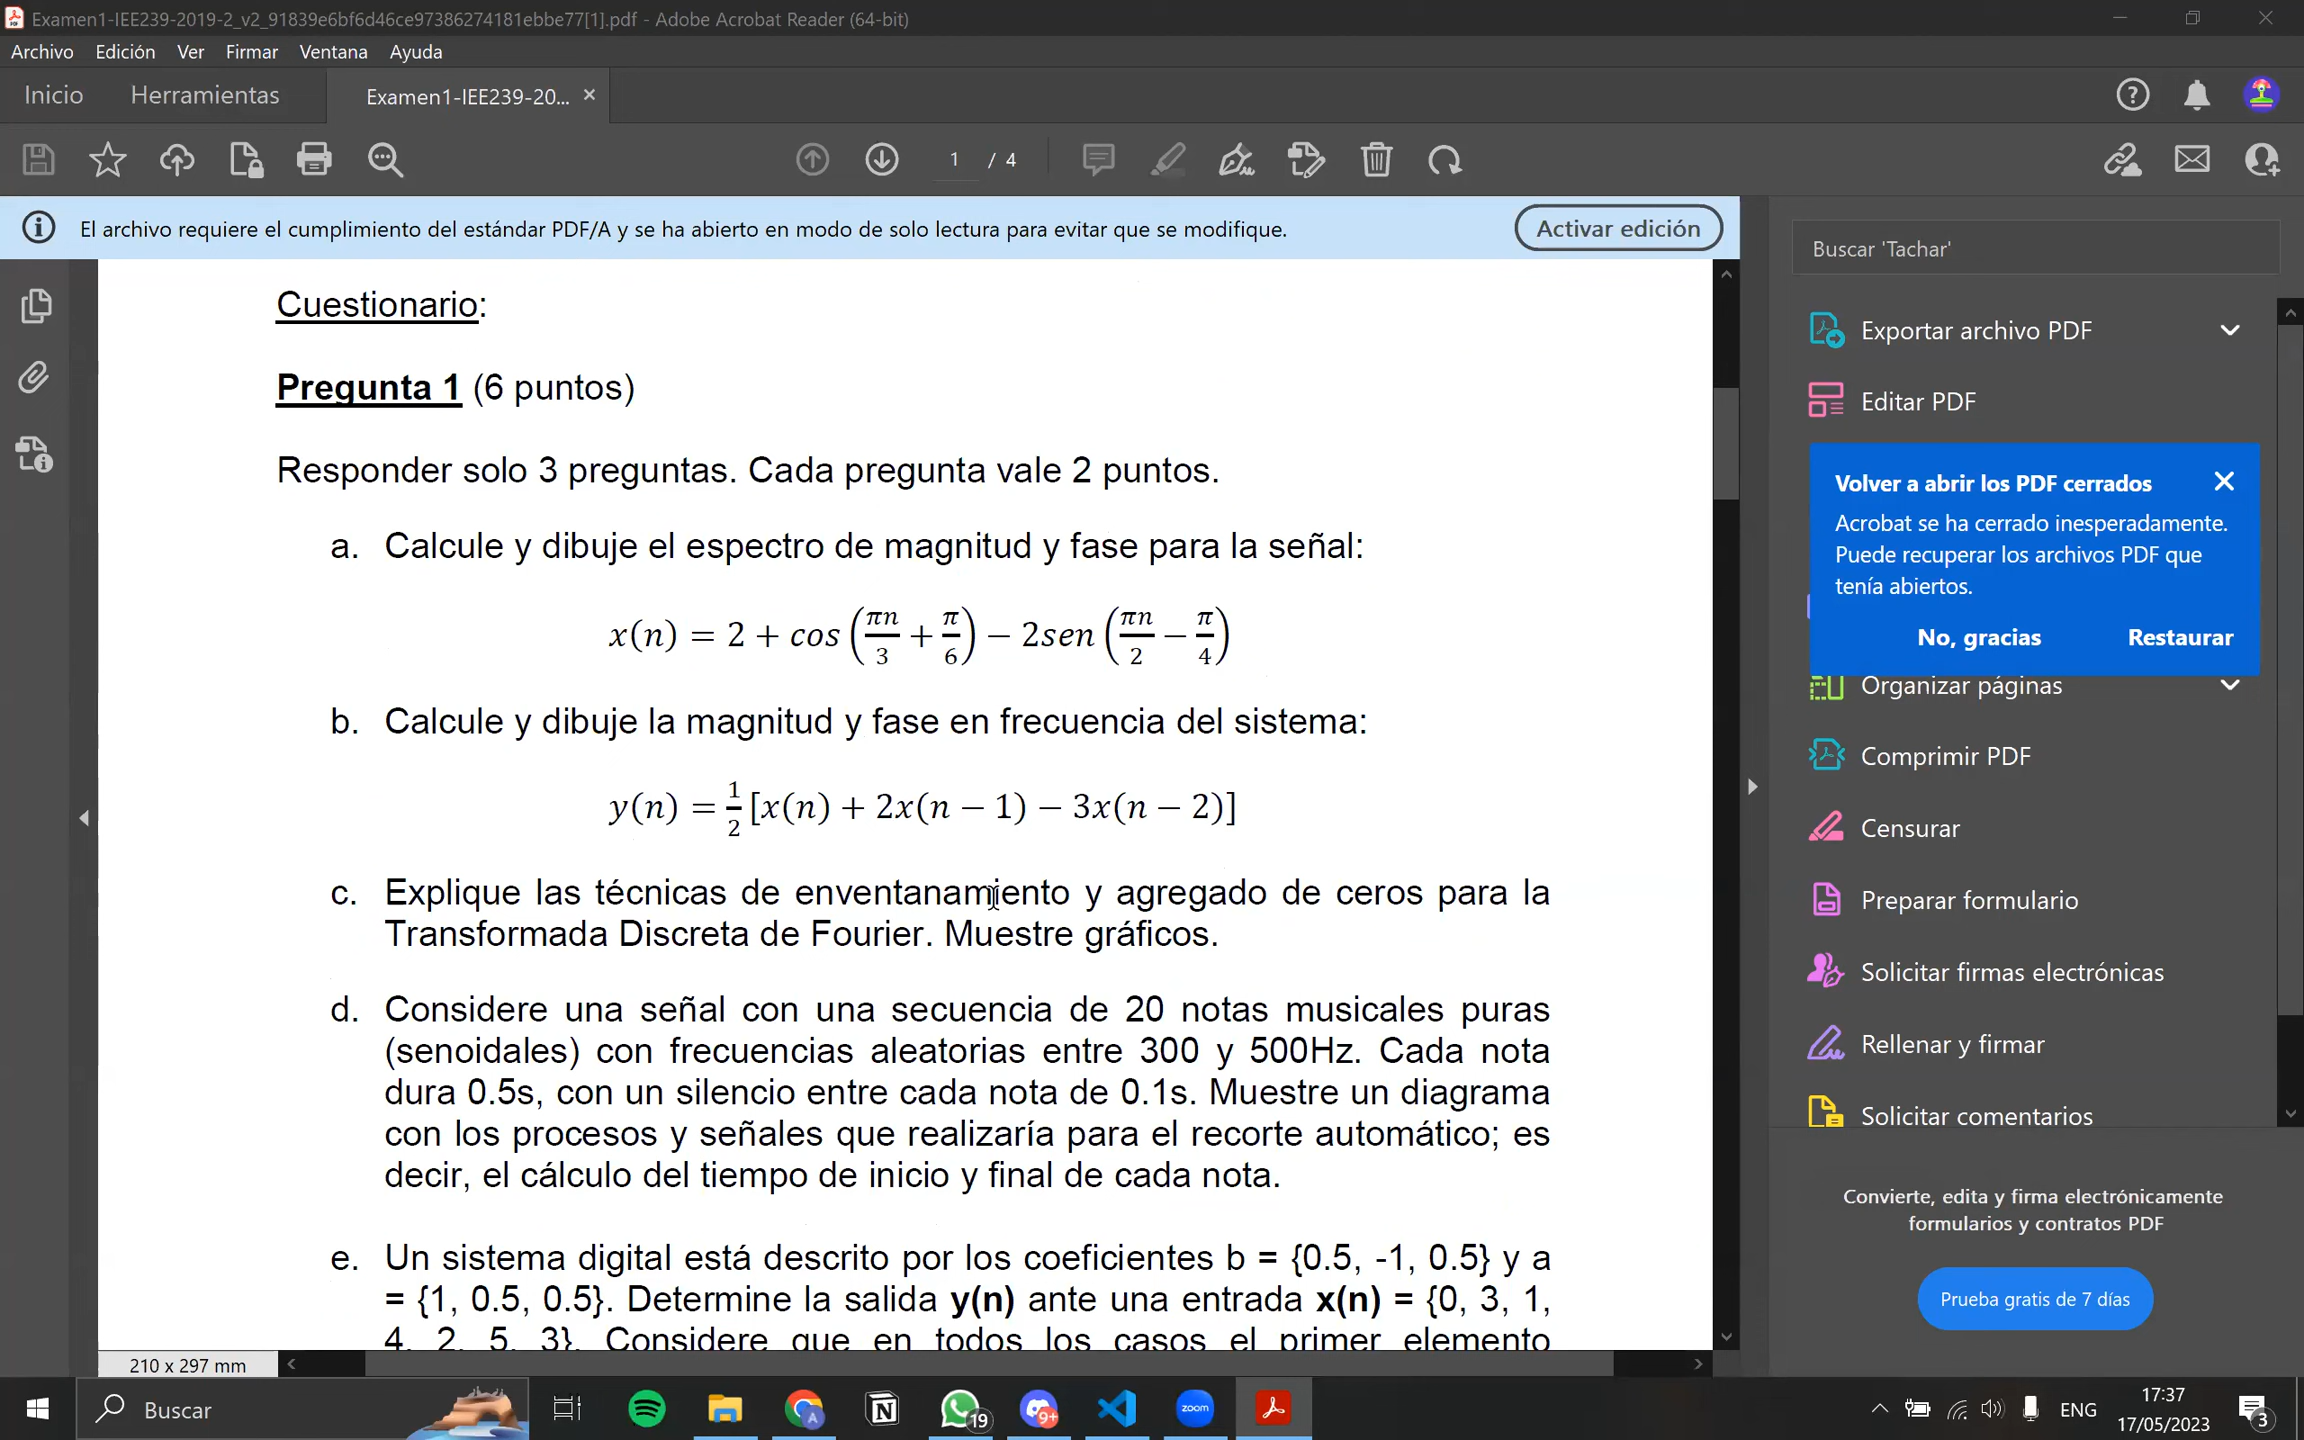 Examen1-IEE239-2019-2_v2_91839e6bf6d46ce97386274181ebbe77[1].pdf - Adobe Acrobat Reader (64-bit)
Archivo Edición Ver Firmar Ventana Ayuda
Inicio Herramientas Examen1-IEE239-20... ×
1 / 4
El archivo requiere el cumplimiento del estándar PDF/A y se ha abierto en modo de solo lectura para evitar que se modifique. Activar edición
Cuestionario:
Pregunta 1 (6 puntos)
Responder solo 3 preguntas. Cada pregunta vale 2 puntos.
a. Calcule y dibuje el espectro de magnitud y fase para la señal:
x(n) = 2 + cos(πn/3 + π/6) − 2sen(πn/2 − π/4)
b. Calcule y dibuje la magnitud y fase en frecuencia del sistema:
y(n) = 1/2 [x(n) + 2x(n − 1) − 3x(n − 2)]
c. Explique las técnicas de enventanamiento y agregado de ceros para la
Transformada Discreta de Fourier. Muestre gráficos.
d. Considere una señal con una secuencia de 20 notas musicales puras
(senoidales) con frecuencias aleatorias entre 300 y 500Hz. Cada nota
dura 0.5s, con un silencio entre cada nota de 0.1s. Muestre un diagrama
con los procesos y señales que realizaría para el recorte automático; es
decir, el cálculo del tiempo de inicio y final de cada nota.
e. Un sistema digital está descrito por los coeficientes b = {0.5, -1, 0.5} y a
= {1, 0.5, 0.5}. Determine la salida y(n) ante una entrada x(n) = {0, 3, 1,
4, 2, 5, 3}. Considere que en todos los casos el primer elemento
210 x 297 mm
Buscar 'Tachar'
Exportar archivo PDF
Editar PDF
Volver a abrir los PDF cerrados
Acrobat se ha cerrado inesperadamente.
Puede recuperar los archivos PDF que
tenía abiertos.
No, gracias Restaurar
Organizar páginas
Comprimir PDF
Censurar
Preparar formulario
Solicitar firmas electrónicas
Rellenar y firmar
Solicitar comentarios
Convierte, edita y firma electrónicamente
formularios y contratos PDF
Prueba gratis de 7 días
Buscar
19
9+
zoom
ENG
17:37
17/05/2023
3